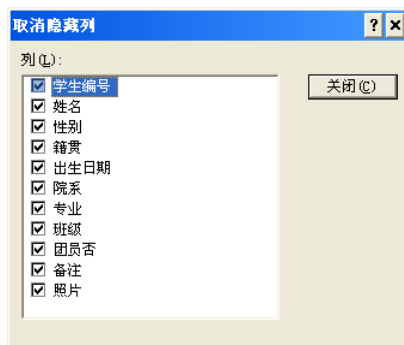 取消隐藏列
列(L):
关闭(C)
学生编号
姓名
性别
籍贯
出生日期
院系
专业
班级
团员否
备注
照片